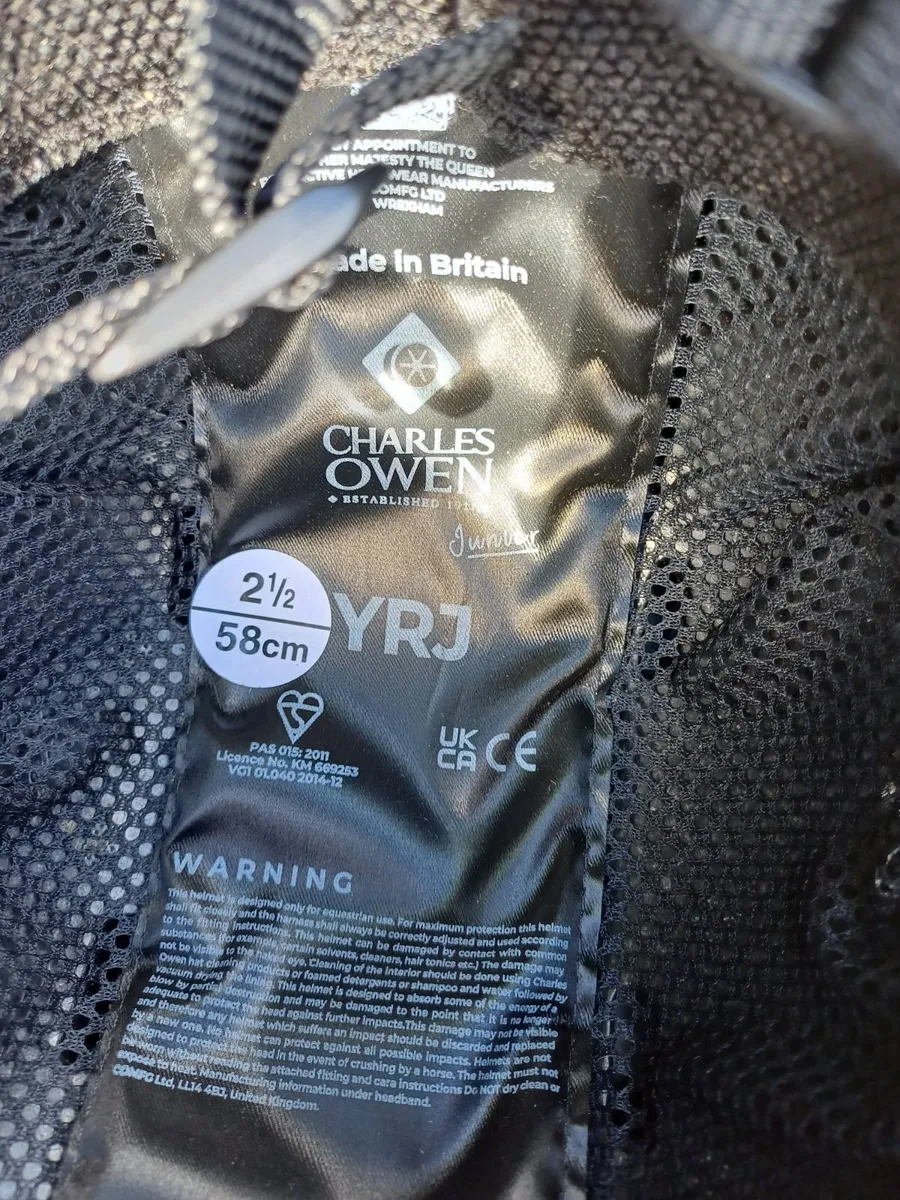 APPOINTMENT TO
HER MAJESTY THE QUEEN
WEAR MANUFACTURERS
WREXHAM
ade in Britain
CHARLES
OWEN
ESTABLISHED
Junior
2½
58cm
YRJ
PAS 015: 2011
Licence No. KM 669253
VG1 01.040 2014-12
UK
CA CE
WARNING
This helmet is designed only for equestrian use. For maximum protection this helmet
shall fit closely and the harness shall always be correctly adjusted and used according
to the fitting instructions. This helmet can be damaged by contact with common
substances (for example, certain solvents, cleaners, hair tonics etc.) The damage may
not be visible to the naked eye. Cleaning of the interior should be done using Charles
Owen hat cleaning products or foamed detergents or shampoo and water followed by
vacuum drying the lining. This helmet is designed to absorb some of the energy of a
blow by partial destruction and may be damaged to the point that it is no longer
adequate to protect the head against further impacts.This damage may not be visible
and therefore any helmet which suffers an impact should be discarded and replaced
by a new one. No helmet can protect against all possible impacts. Helmets are not
designed to protect the head in the event of crushing by a horse. The helmet must not
be used without reading the attached fitting and care instructions Do NOT dry clean or
expose to heat. Manufacturing information under headband.
COMFG Ltd, LL14 4BJ, United Kingdom.